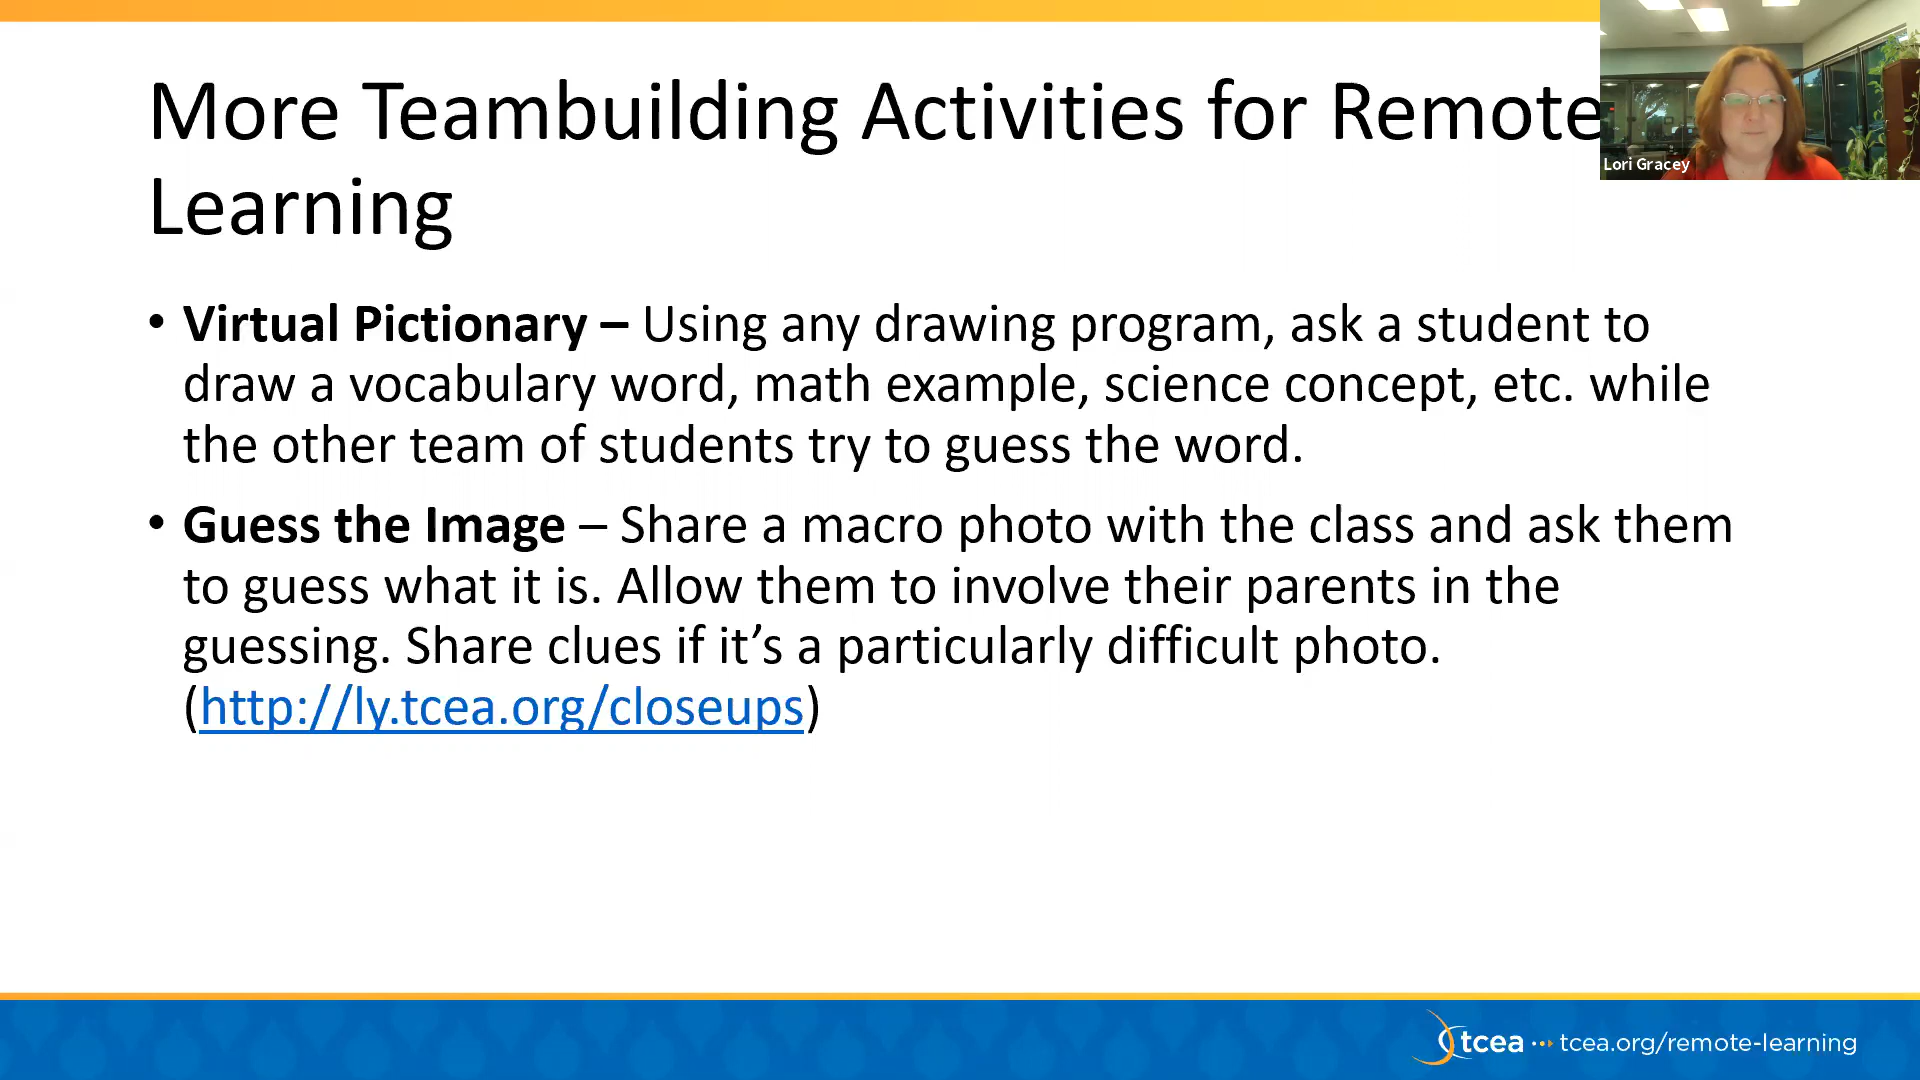 More Teambuilding Activities for Remote
Learning
Lori Gracey
• Virtual Pictionary – Using any drawing program, ask a student to
draw a vocabulary word, math example, science concept, etc. while
the other team of students try to guess the word.
• Guess the Image – Share a macro photo with the class and ask them
to guess what it is. Allow them to involve their parents in the
guessing. Share clues if it’s a particularly difficult photo.
(http://ly.tcea.org/closeups)
tcea ••• tcea.org/remote-learning